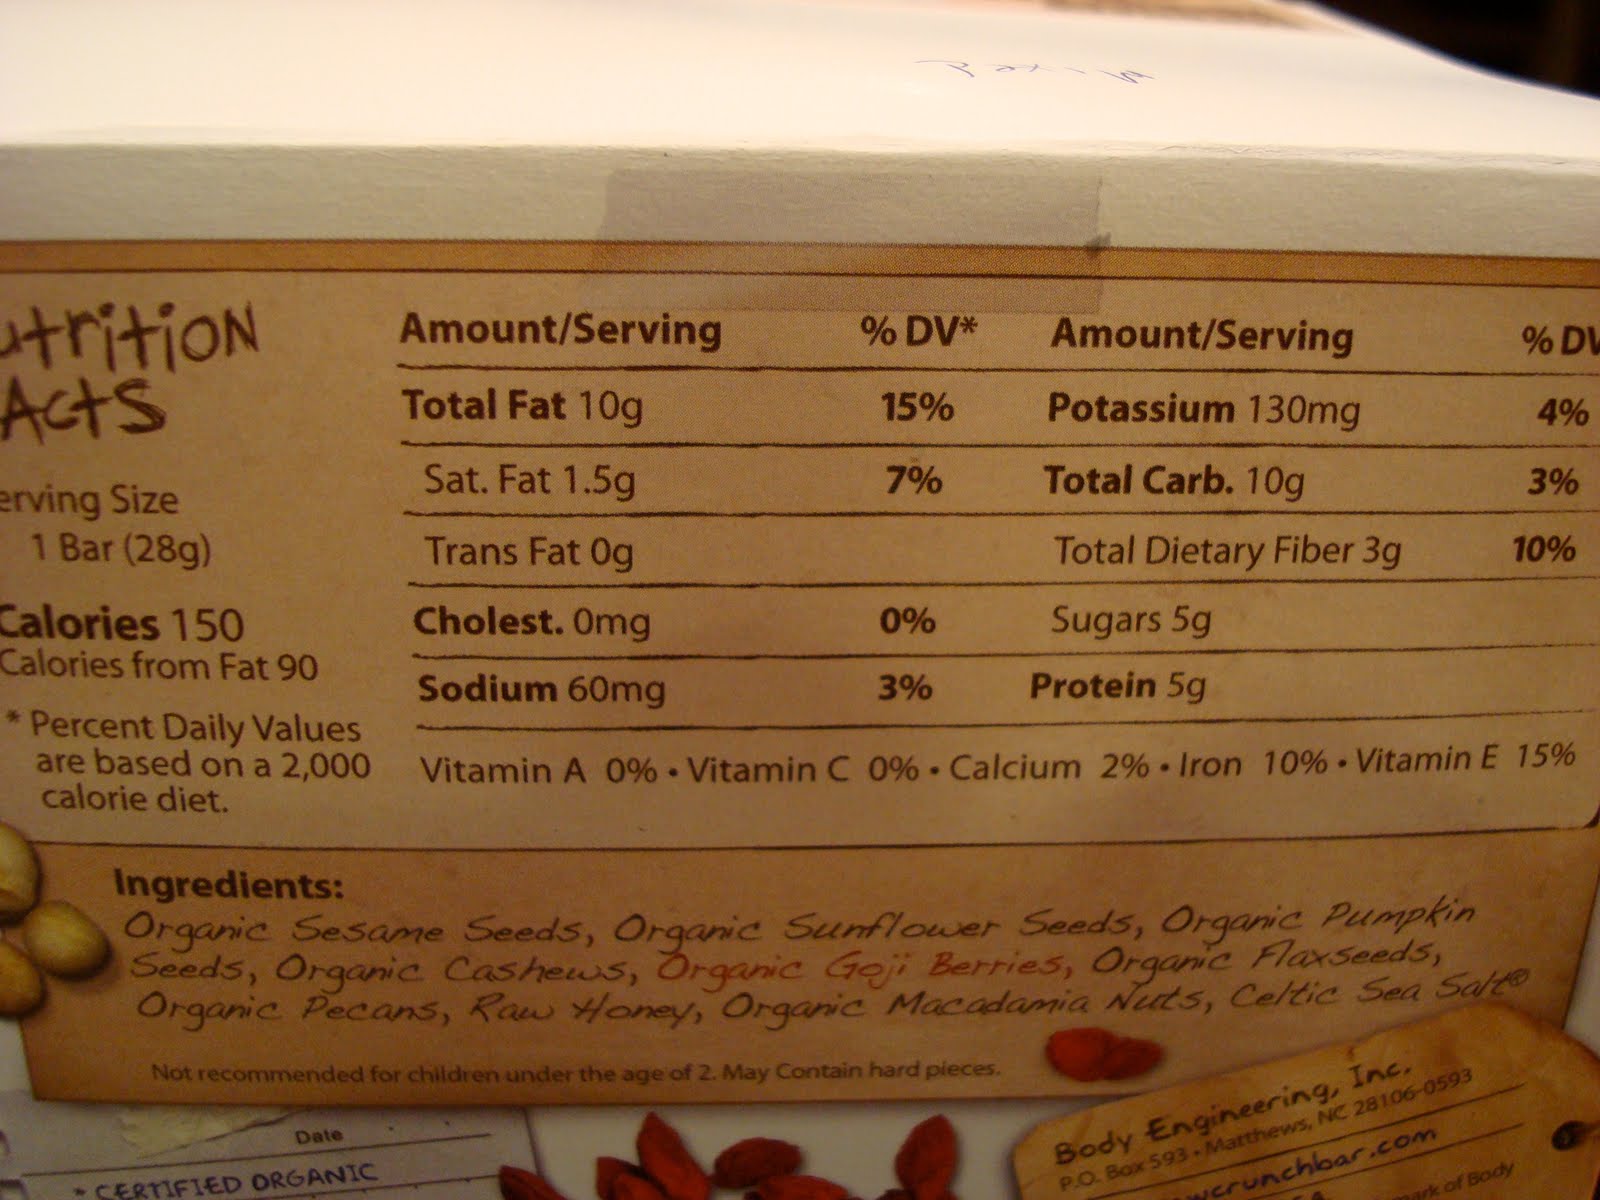 utrition
acts
erving Size
1 Bar (28g)
Calories 150
Calories from Fat 90
* Percent Daily Values
are based on a 2,000
calorie diet.
Amount/Serving % DV* Amount/Serving % DV
Total Fat 10g 15% Potassium 130mg 4%
Sat. Fat 1.5g 7% Total Carb. 10g 3%
Trans Fat 0g Total Dietary Fiber 3g 10%
Cholest. 0mg 0% Sugars 5g
Sodium 60mg 3% Protein 5g
Vitamin A 0% • Vitamin C 0% • Calcium 2% • Iron 10% • Vitamin E 15%
Ingredients:
Organic Sesame Seeds, Organic Sunflower Seeds, Organic Pumpkin
Seeds, Organic Cashews, Organic Goji Berries, Organic Flaxseeds,
Organic Pecans, Raw Honey, Organic Macadamia Nuts, Celtic Sea Salt®
Not recommended for children under the age of 2. May Contain hard pieces.
Body Engineering, Inc.
P.O. Box 593 • Matthews, NC 28106-0593
wcrunchbar.com
ark of Body
Date
* CERTIFIED ORGANIC